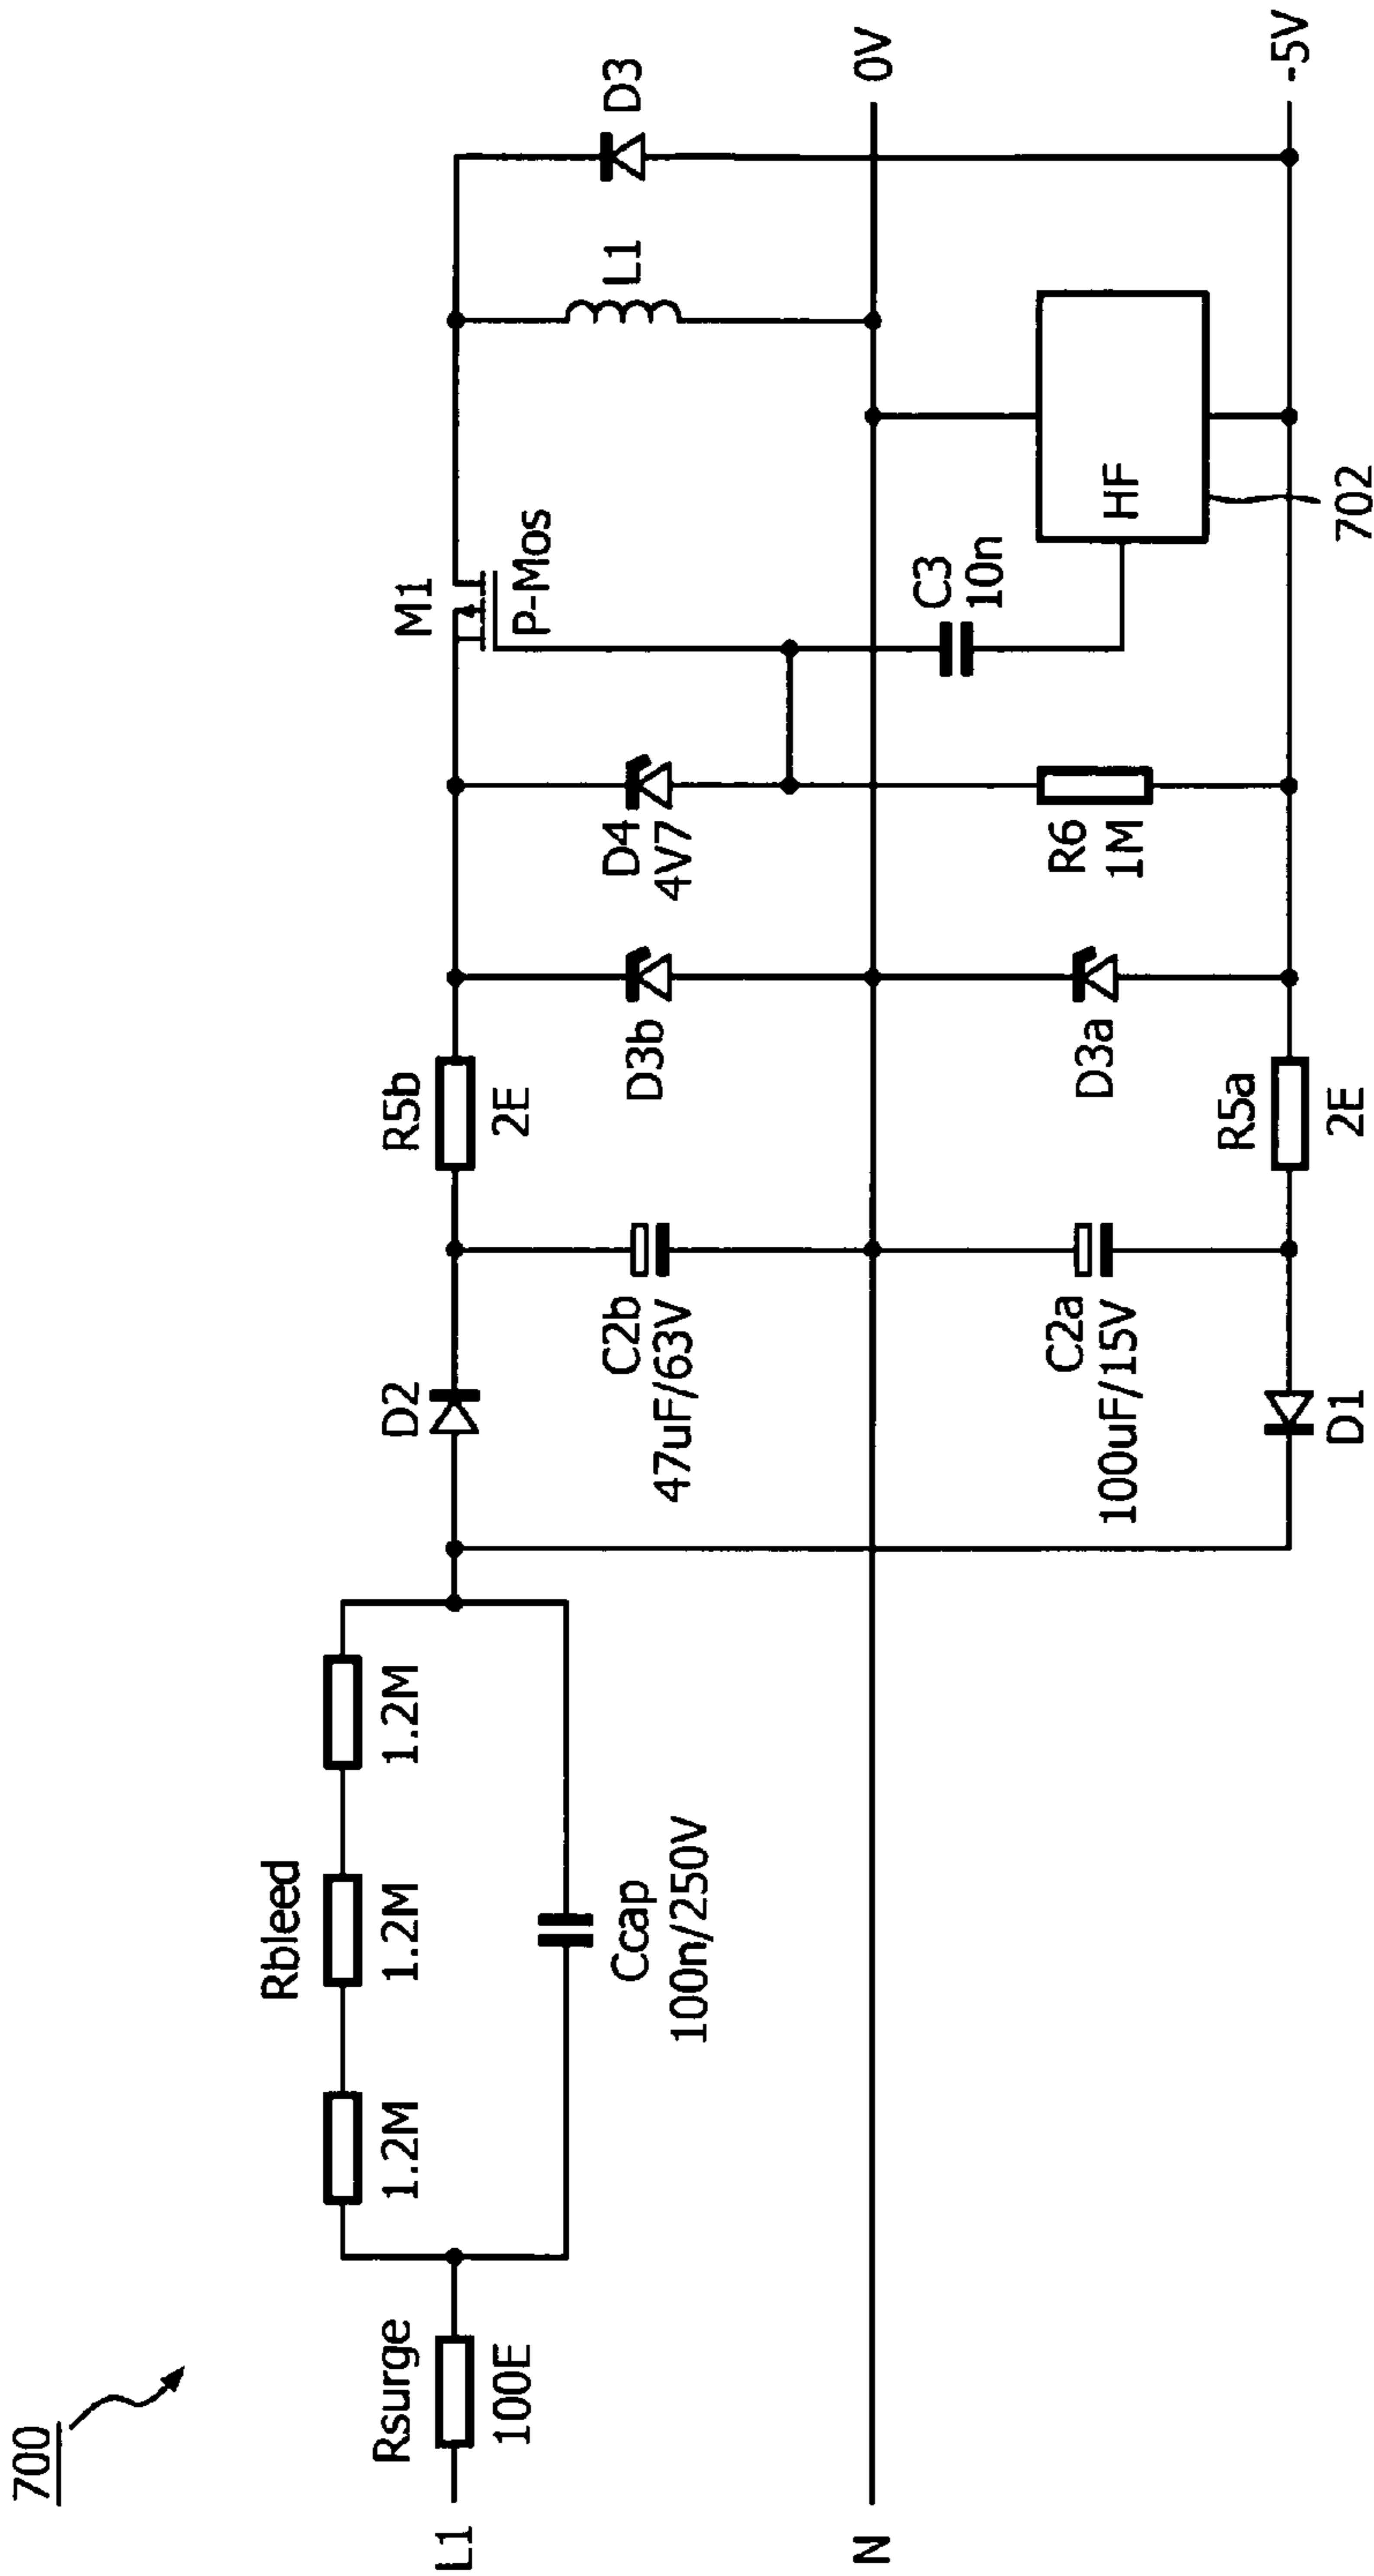 700
L1
Rsurge
100E
Rbleed
1.2M
1.2M
1.2M
Ccap
100n/250V
N
D2
C2b
47uF/63V
C2a
100uF/15V
D1
R5b
2E
R5a
2E
D3b
D3a
D4
4V7
R6
1M
M1
P-Mos
C3
10n
HF
702
L1
D3
0V
-5V